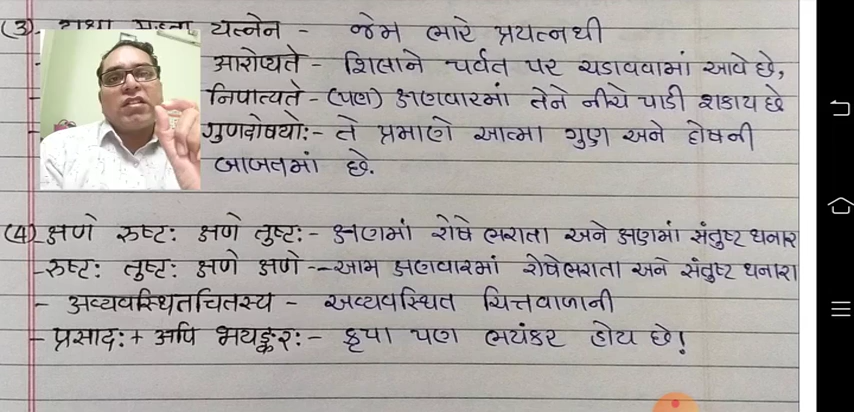 (3) यथा महता यत्नेन - જેમ ભારે પ્રયત્નથી
आरोप्यते - શિલાને પર્વત પર ચડાવવામાં આવે છે,
निपात्यते - (પણ) ક્ષણવારમાં તેને નીચે પાડી શકાય છે
गुणदोषयोः - તે પ્રમાણે આત્મા ગુણ અને દોષની
બાબતમાં છે.
(4) क्षणे रुष्टः क्षणे तुष्टः - ક્ષણમાં રોષે ભરાતા અને ક્ષણમાં સંતુષ્ટ થનાર
- रुष्टः तुष्टः क्षणे क्षणे - આમ ક્ષણવારમાં રોષેભરાતા અને સંતુષ્ટ થનારા
- अव्यवस्थितचितस्य - અવ્યવસ્થિત ચિત્તવાળાની
- प्रसादः + अपि भयङ्करः - કૃપા પણ ભયંકર હોય છે!